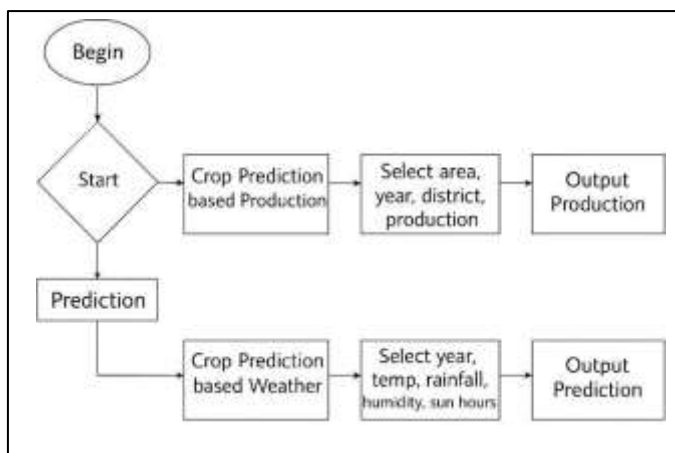 Begin
Start
Crop Prediction
based Production
Select area,
year, district,
production
Output
Production
Prediction
Crop Prediction
based Weather
Select year,
temp, rainfall,
humidity, sun hours
Output
Prediction